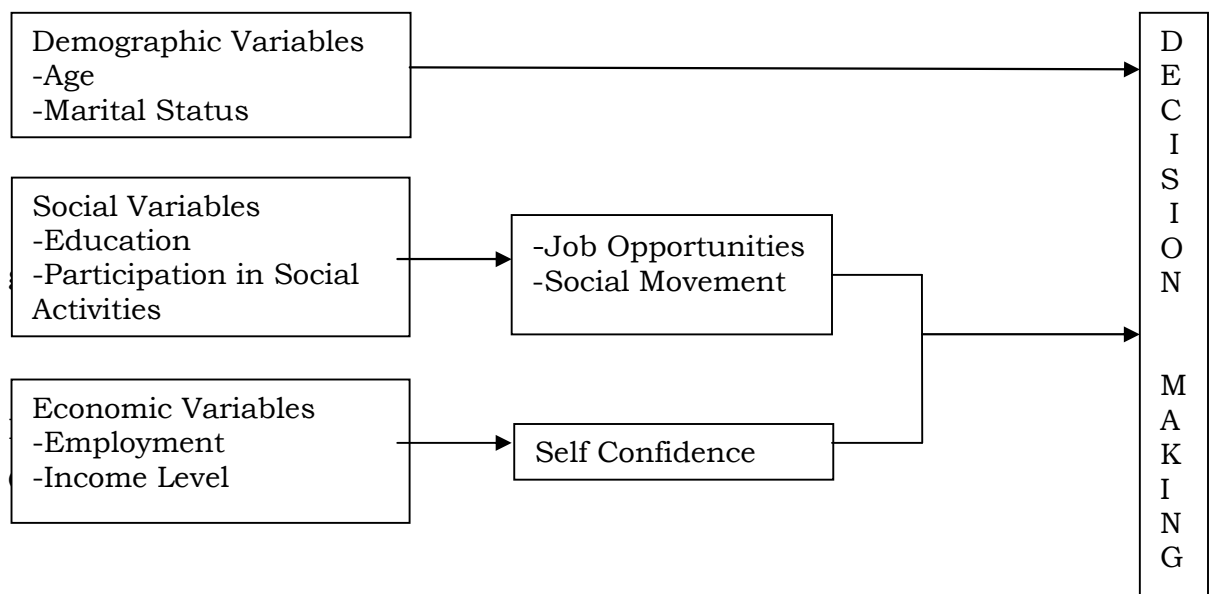 Demographic Variables
-Age
-Marital Status
Social Variables
-Education
-Participation in Social
Activities
-Job Opportunities
-Social Movement
Economic Variables
-Employment
-Income Level
Self Confidence
D
E
C
I
S
I
O
N
M
A
K
I
N
G